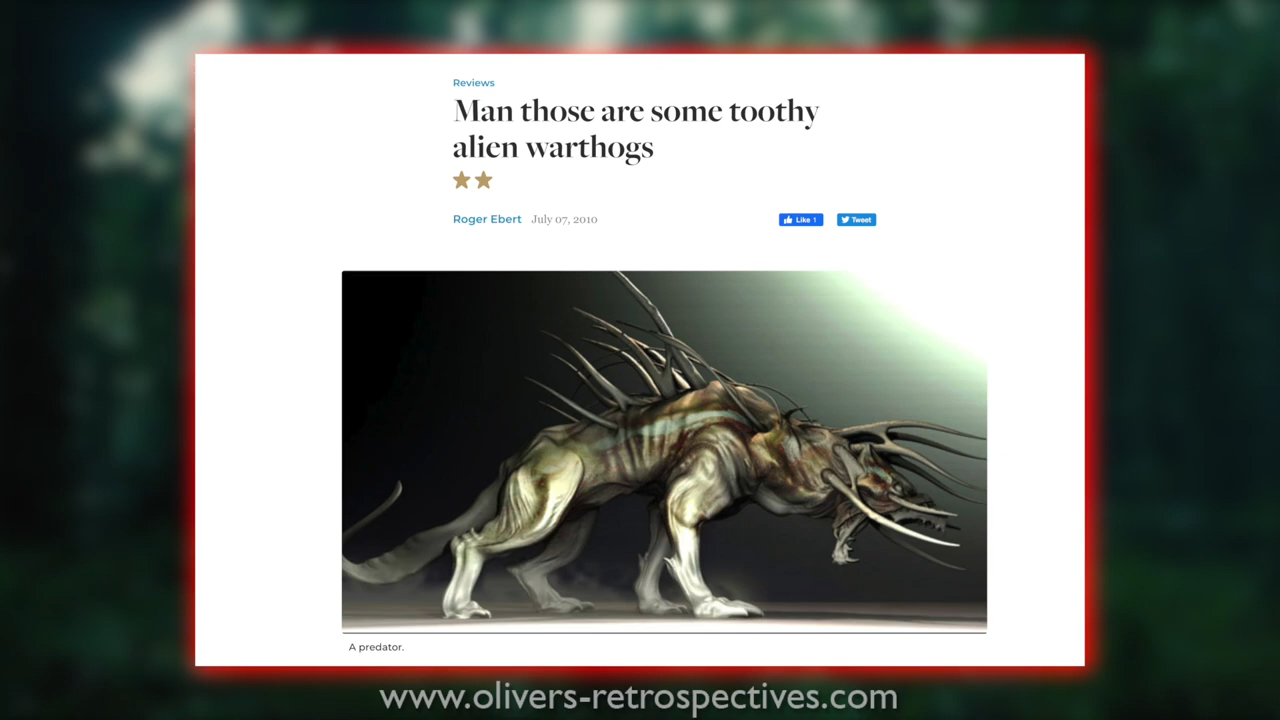 Reviews
Man those are some toothy
alien warthogs
Roger Ebert July 07, 2010
Like 1 Tweet
A predator.
www.olivers-retrospectives.com